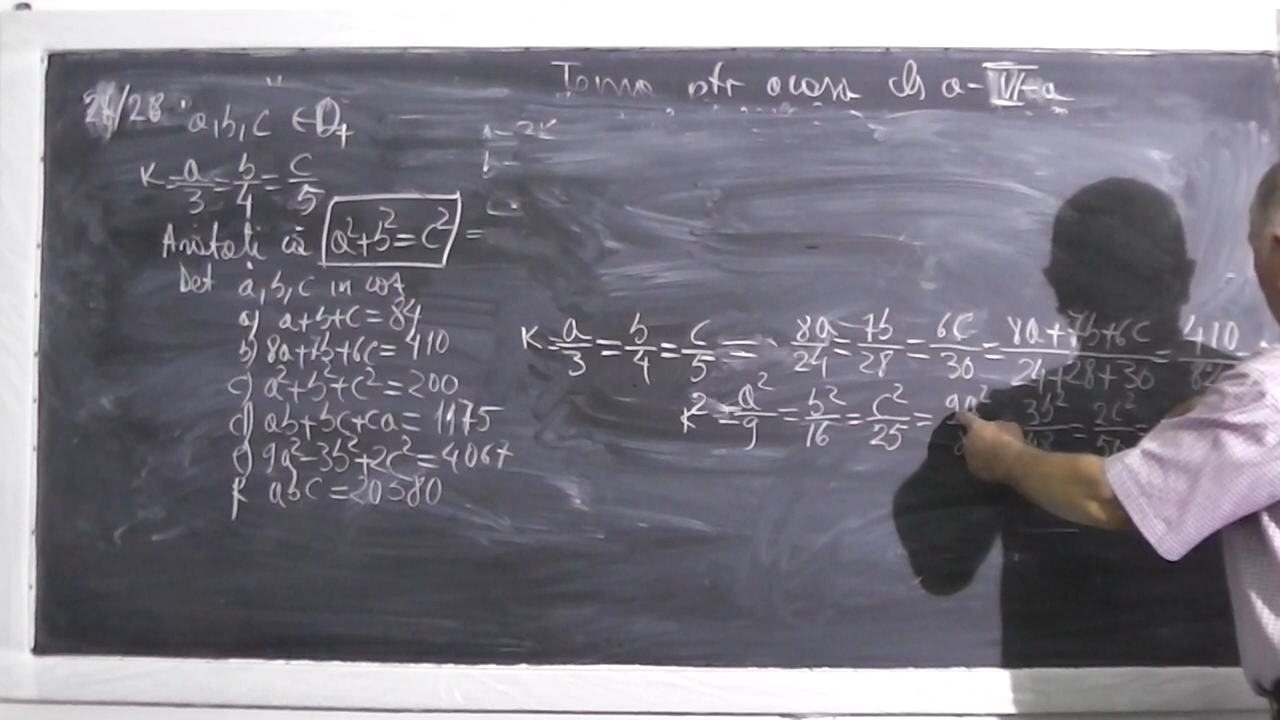 Tema ptr acasa cls a-VI-a
/28 a,b,c ∈ Q+
K=a/3=b/4=c/5
Aratati că a²+b²=c² =
Det a,b,c în caz
a) a+b+c=84
b) 8a+7b+6c=410
c) a²+b²+c²=200
d) ab+bc+ca=1175
e) 9a²-3b²+2c²=4067
f) abc=20580
K=a/3=b/4=c/5= 8a/24=7b/28=6c/30=8a+7b+6c/24+28+30=410/82
K²=a²/9=b²/16=c²/25=9a² 3b² = 2c²